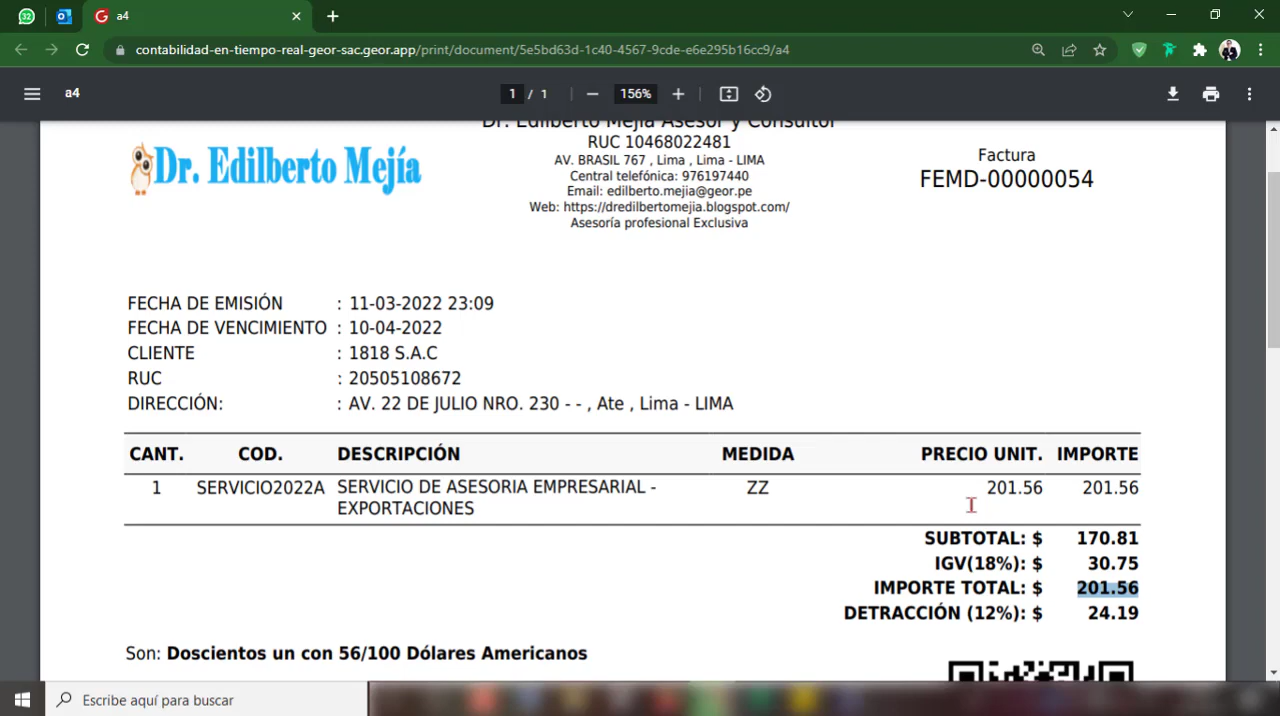 32
a4
contabilidad-en-tiempo-real-geor-sac.geor.app/print/document/5e5bd63d-1c40-4567-9cde-e6e295b16cc9/a4
a4
1 / 1
156%
Dr. Edilberto Mejía Asesor y Consultor
Dr. Edilberto Mejía
RUC 10468022481
AV. BRASIL 767 , Lima , Lima - LIMA
Central telefónica: 976197440
Email: edilberto.mejia@geor.pe
Web: https://dredilbertomejia.blogspot.com/
Asesoría profesional Exclusiva
Factura
FEMD-00000054
FECHA DE EMISIÓN : 11-03-2022 23:09
FECHA DE VENCIMIENTO : 10-04-2022
CLIENTE : 1818 S.A.C
RUC : 20505108672
DIRECCIÓN: : AV. 22 DE JULIO NRO. 230 - - , Ate , Lima - LIMA
CANT. COD. DESCRIPCIÓN MEDIDA PRECIO UNIT. IMPORTE
1 SERVICIO2022A SERVICIO DE ASESORIA EMPRESARIAL - ZZ 201.56 201.56
EXPORTACIONES
SUBTOTAL: $ 170.81
IGV(18%): $ 30.75
IMPORTE TOTAL: $ 201.56
DETRACCIÓN (12%): $ 24.19
Son: Doscientos un con 56/100 Dólares Americanos
Escribe aquí para buscar